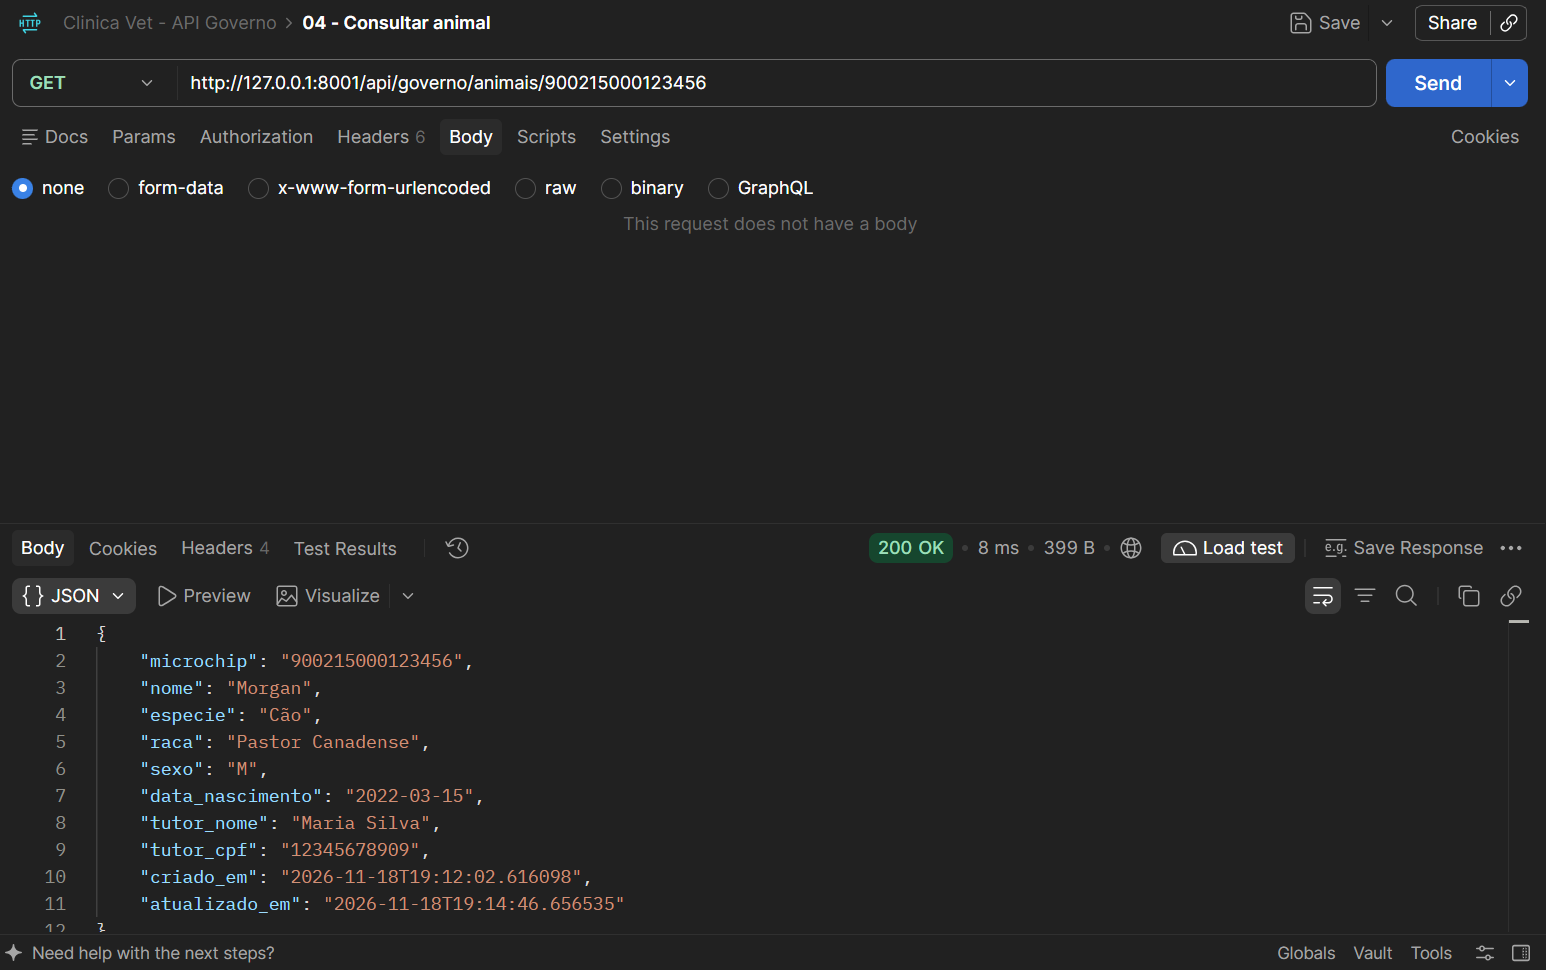 HTTP Clinica Vet - API Governo > 04 - Consultar animal Save Share
GET http://127.0.0.1:8001/api/governo/animais/900215000123456 Send
Docs Params Authorization Headers 6 Body Scripts Settings Cookies
none form-data x-www-form-urlencoded raw binary GraphQL
This request does not have a body
Body Cookies Headers 4 Test Results 200 OK • 8 ms • 399 B • Load test e.g. Save Response
{} JSON Preview Visualize
1 {
2 "microchip": "900215000123456",
3 "nome": "Morgan",
4 "especie": "Cão",
5 "raca": "Pastor Canadense",
6 "sexo": "M",
7 "data_nascimento": "2022-03-15",
8 "tutor_nome": "Maria Silva",
9 "tutor_cpf": "12345678909",
10 "criado_em": "2026-11-18T19:12:02.616098",
11 "atualizado_em": "2026-11-18T19:14:46.656535"
12 }
Need help with the next steps? Globals Vault Tools